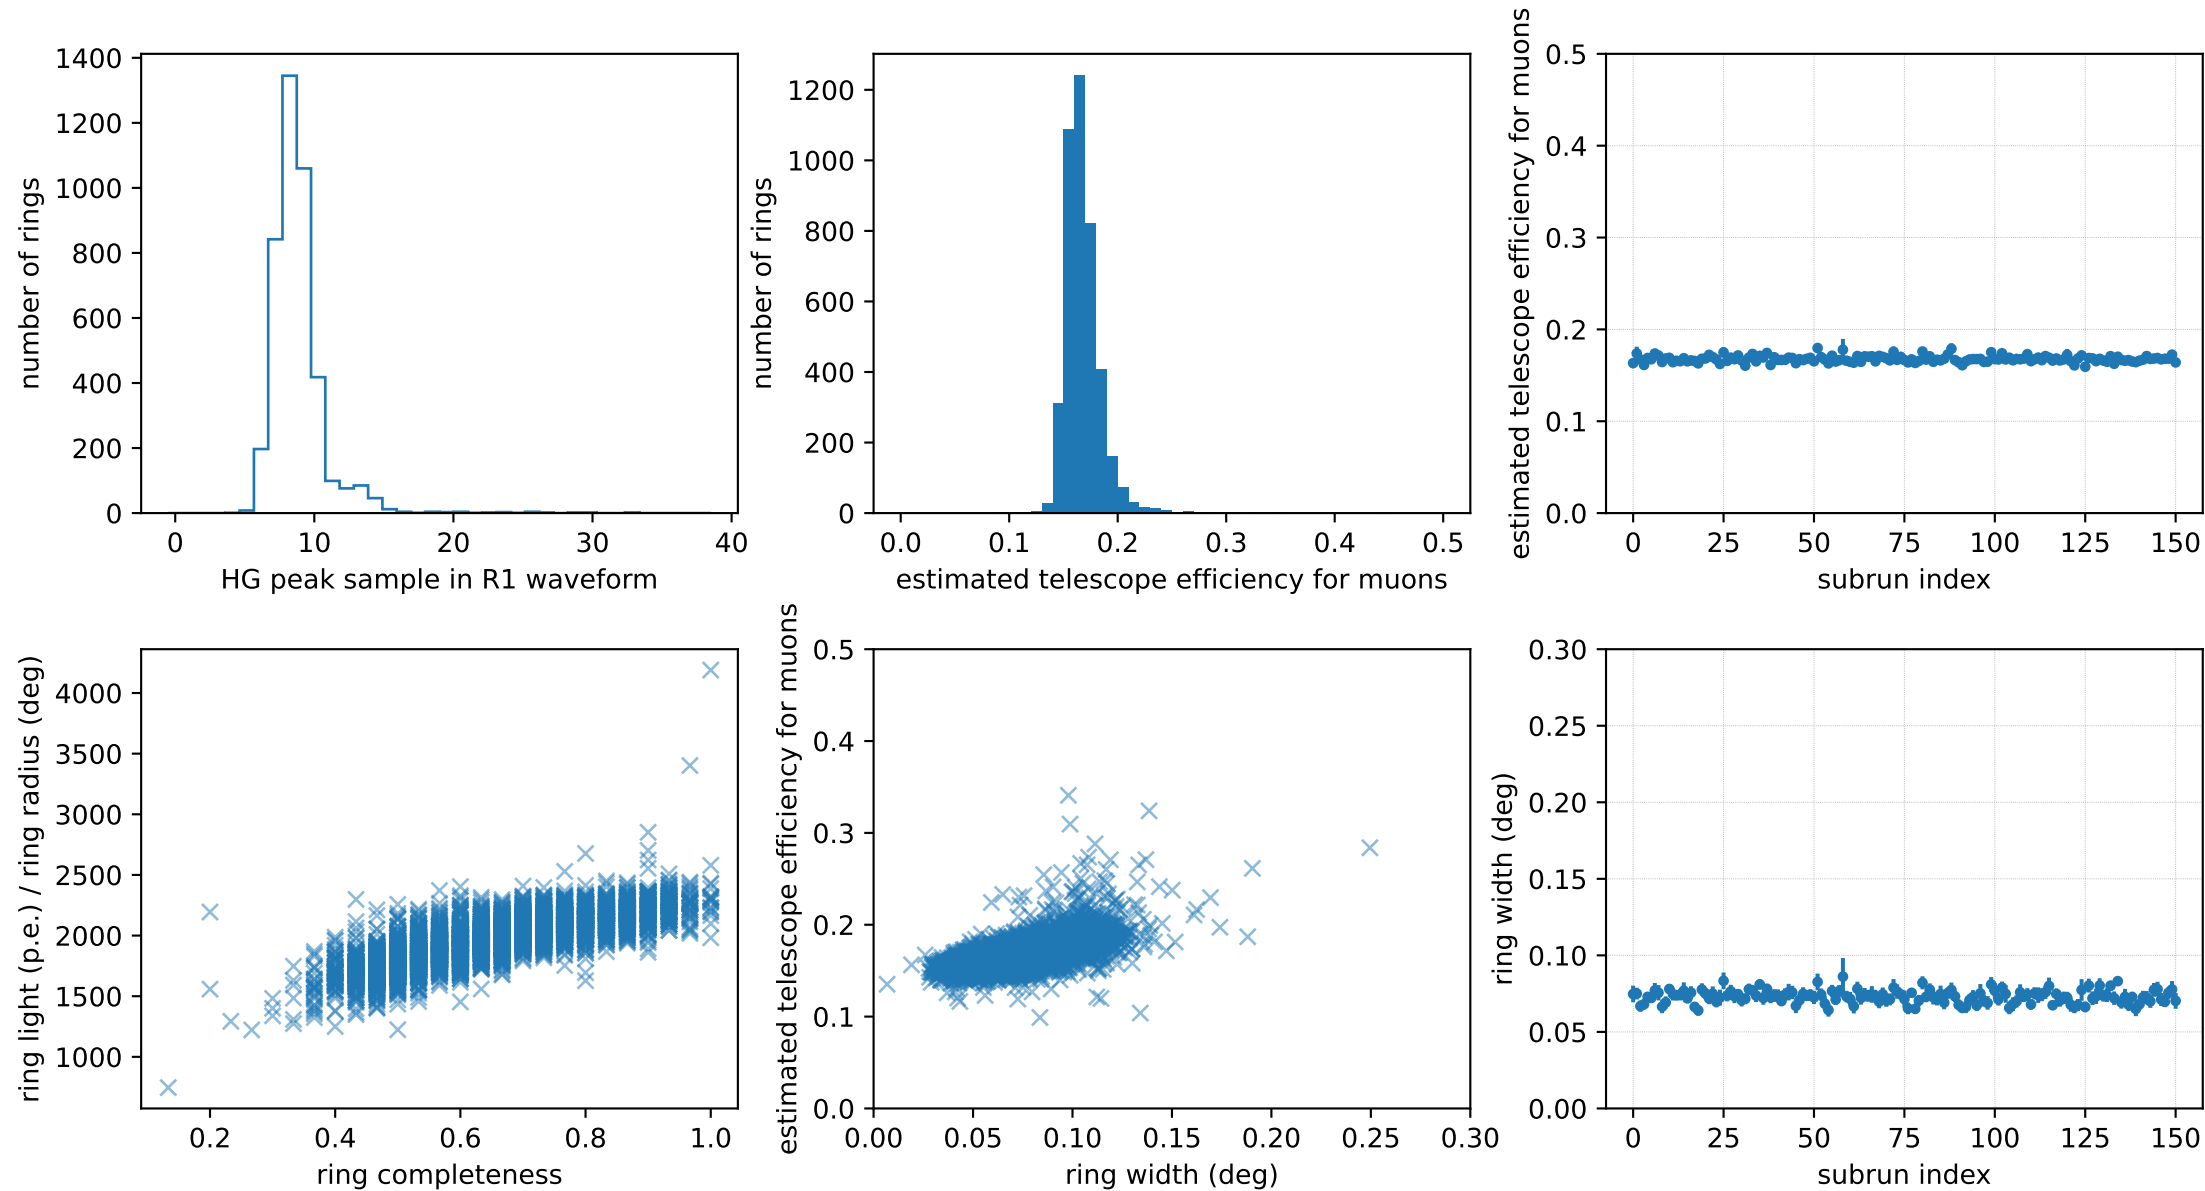 1400
1200
1000
800
600
400
200
0
number of rings
0 10 20 30 40
HG peak sample in R1 waveform
1200
1000
800
600
400
200
0
number of rings
0.0 0.1 0.2 0.3 0.4 0.5
estimated telescope efficiency for muons
0.5
0.4
0.3
0.2
0.1
0.0
estimated telescope efficiency for muons
0 25 50 75 100 125 150
subrun index
4000
3500
3000
2500
2000
1500
1000
ring light (p.e.) / ring radius (deg)
0.2 0.4 0.6 0.8 1.0
ring completeness
0.5
0.4
0.3
0.2
0.1
0.0
estimated telescope efficiency for muons
0.00 0.05 0.10 0.15 0.20 0.25 0.30
ring width (deg)
0.30
0.25
0.20
0.15
0.10
0.05
0.00
ring width (deg)
0 25 50 75 100 125 150
subrun index